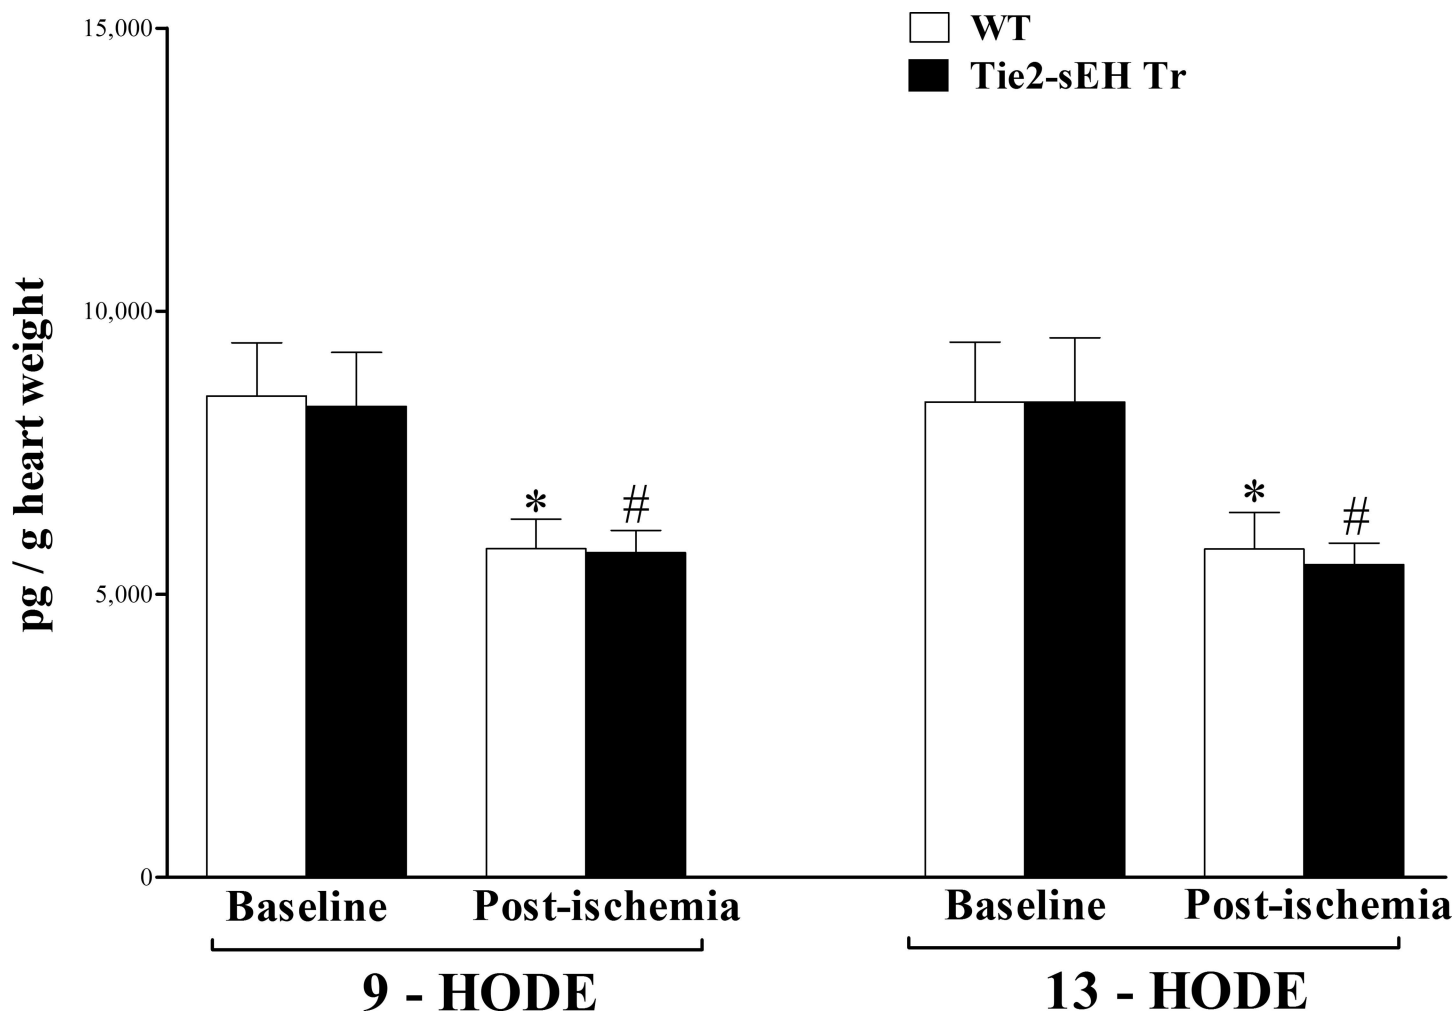 WT
Tie2-sEH Tr
pg / g heart weight
15,000
10,000
5,000
0
* # * #
Baseline Post-ischemia Baseline Post-ischemia
9 - HODE 13 - HODE